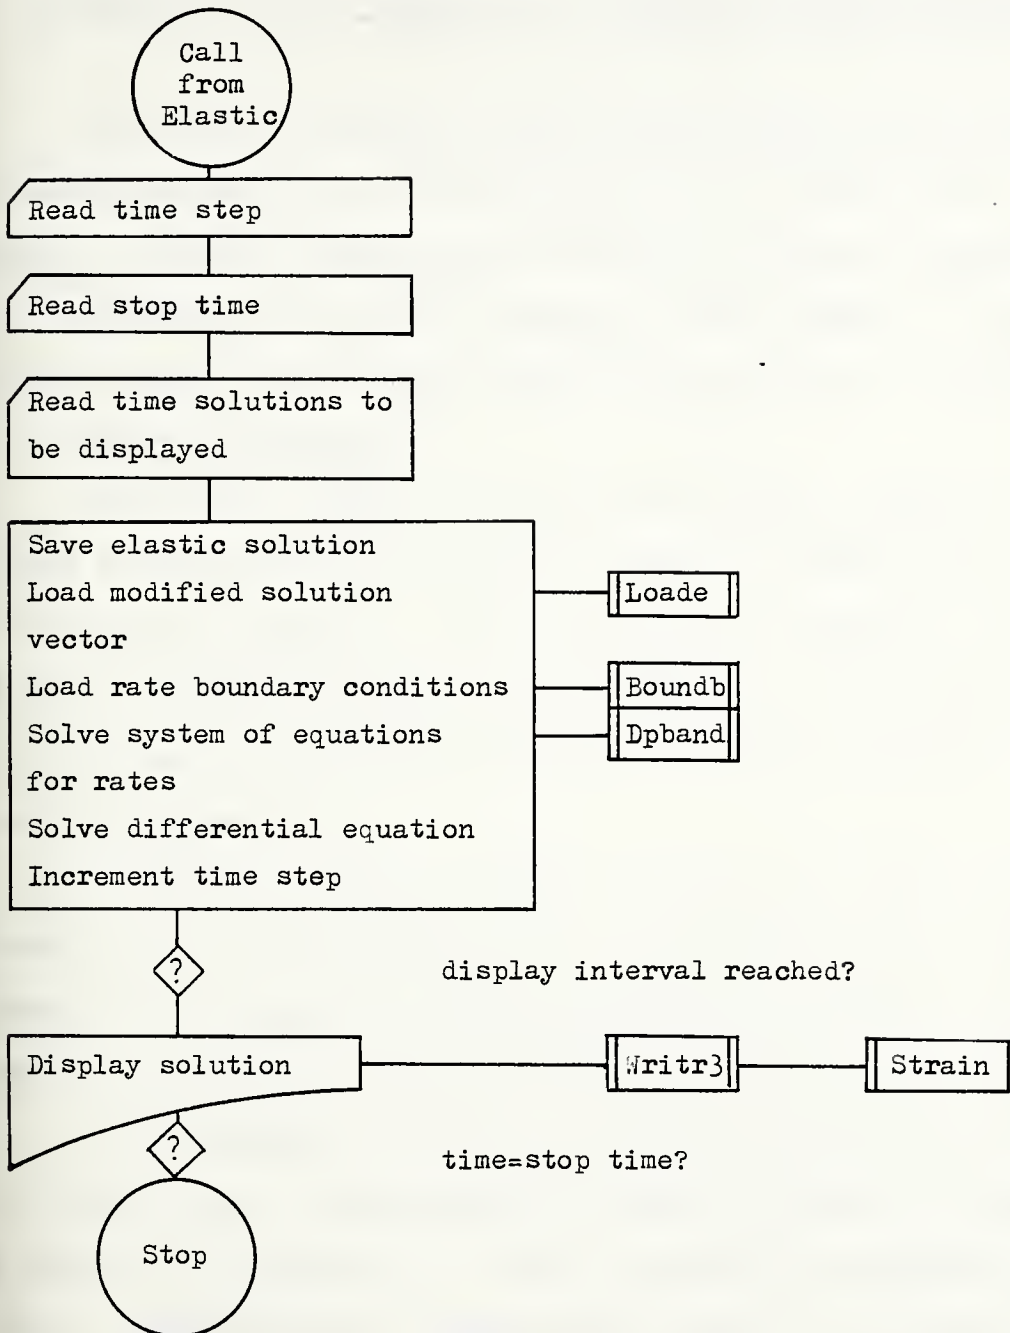 Call
from
Elastic
Read time step
Read stop time
Read time solutions to
be displayed
Save elastic solution
Load modified solution
vector
Load rate boundary conditions
Solve system of equations
for rates
Solve differential equation
Increment time step
Loade
Boundb
Dpband
?
display interval reached?
Display solution
Writr3
Strain
?
time=stop time?
Stop